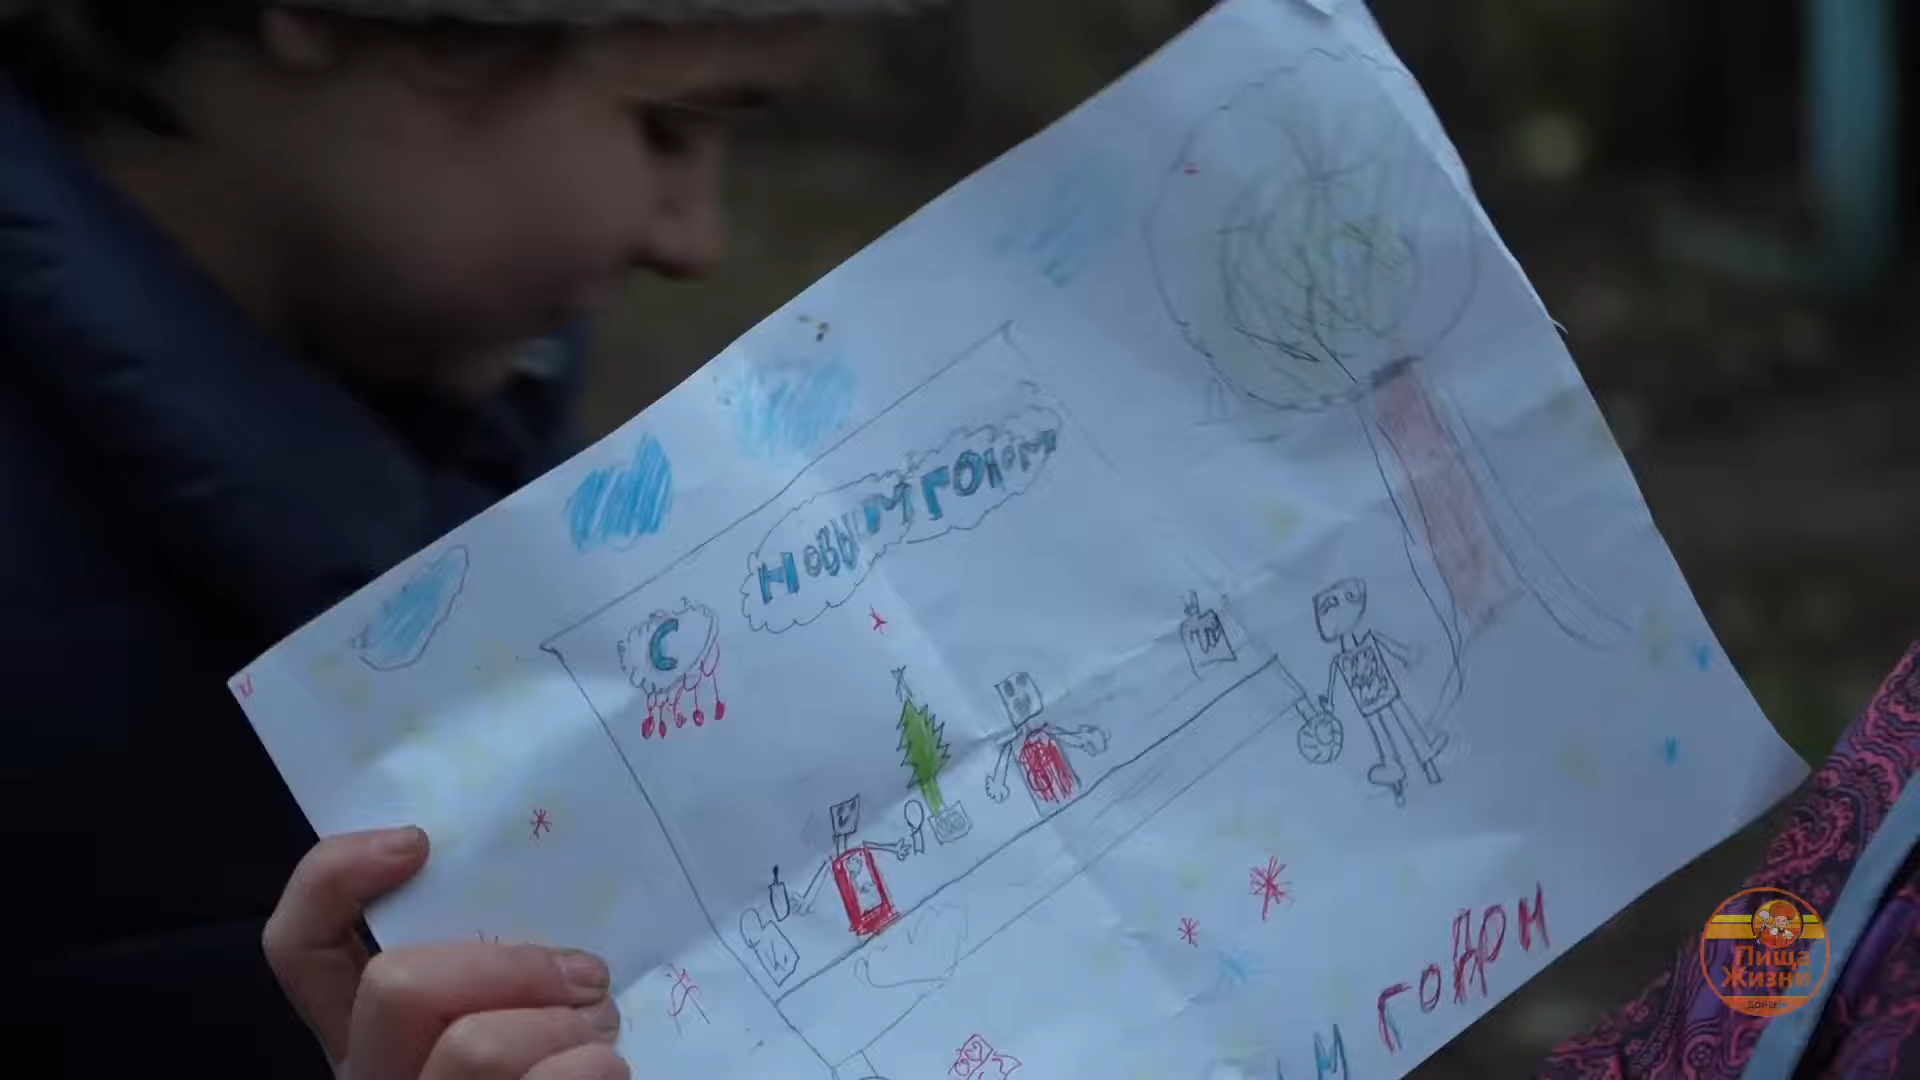 С
НОВЫМ ГОДОМ
М ГОДОМ
Пища
Жизни